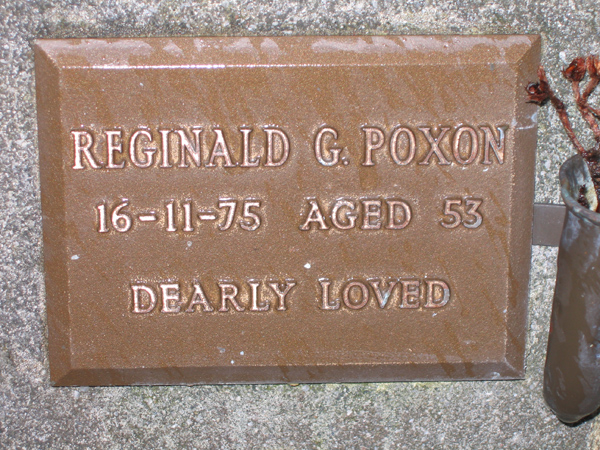 REGINALD G. POXON
16-11-75 AGED 53
DEARLY LOVED